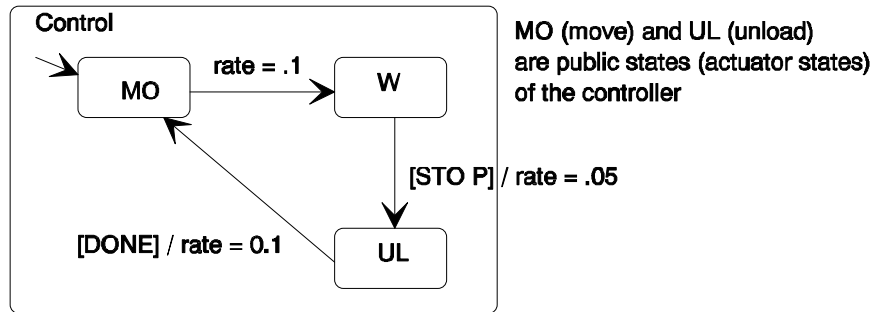 Control
MO (move) and UL (unload)
are public states (actuator states)
of the controller
rate = .1
MO
W
[STO P] / rate = .05
[DONE] / rate = 0.1
UL